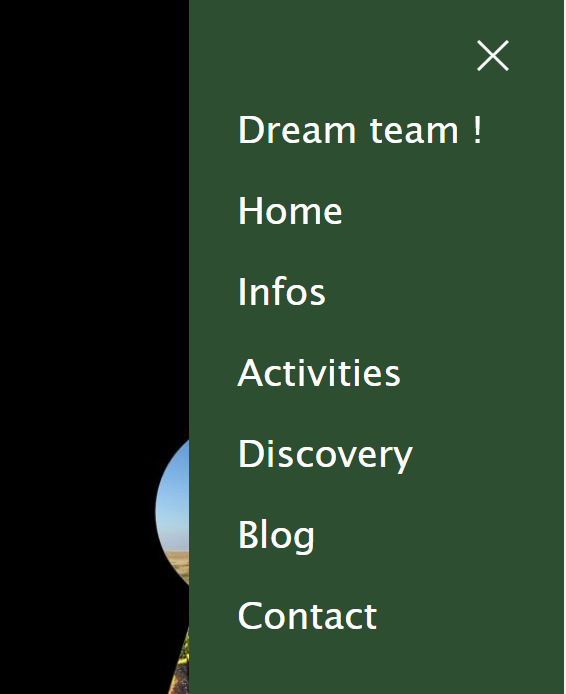 Dream team !
Home
Infos
Activities
Discovery
Blog
Contact